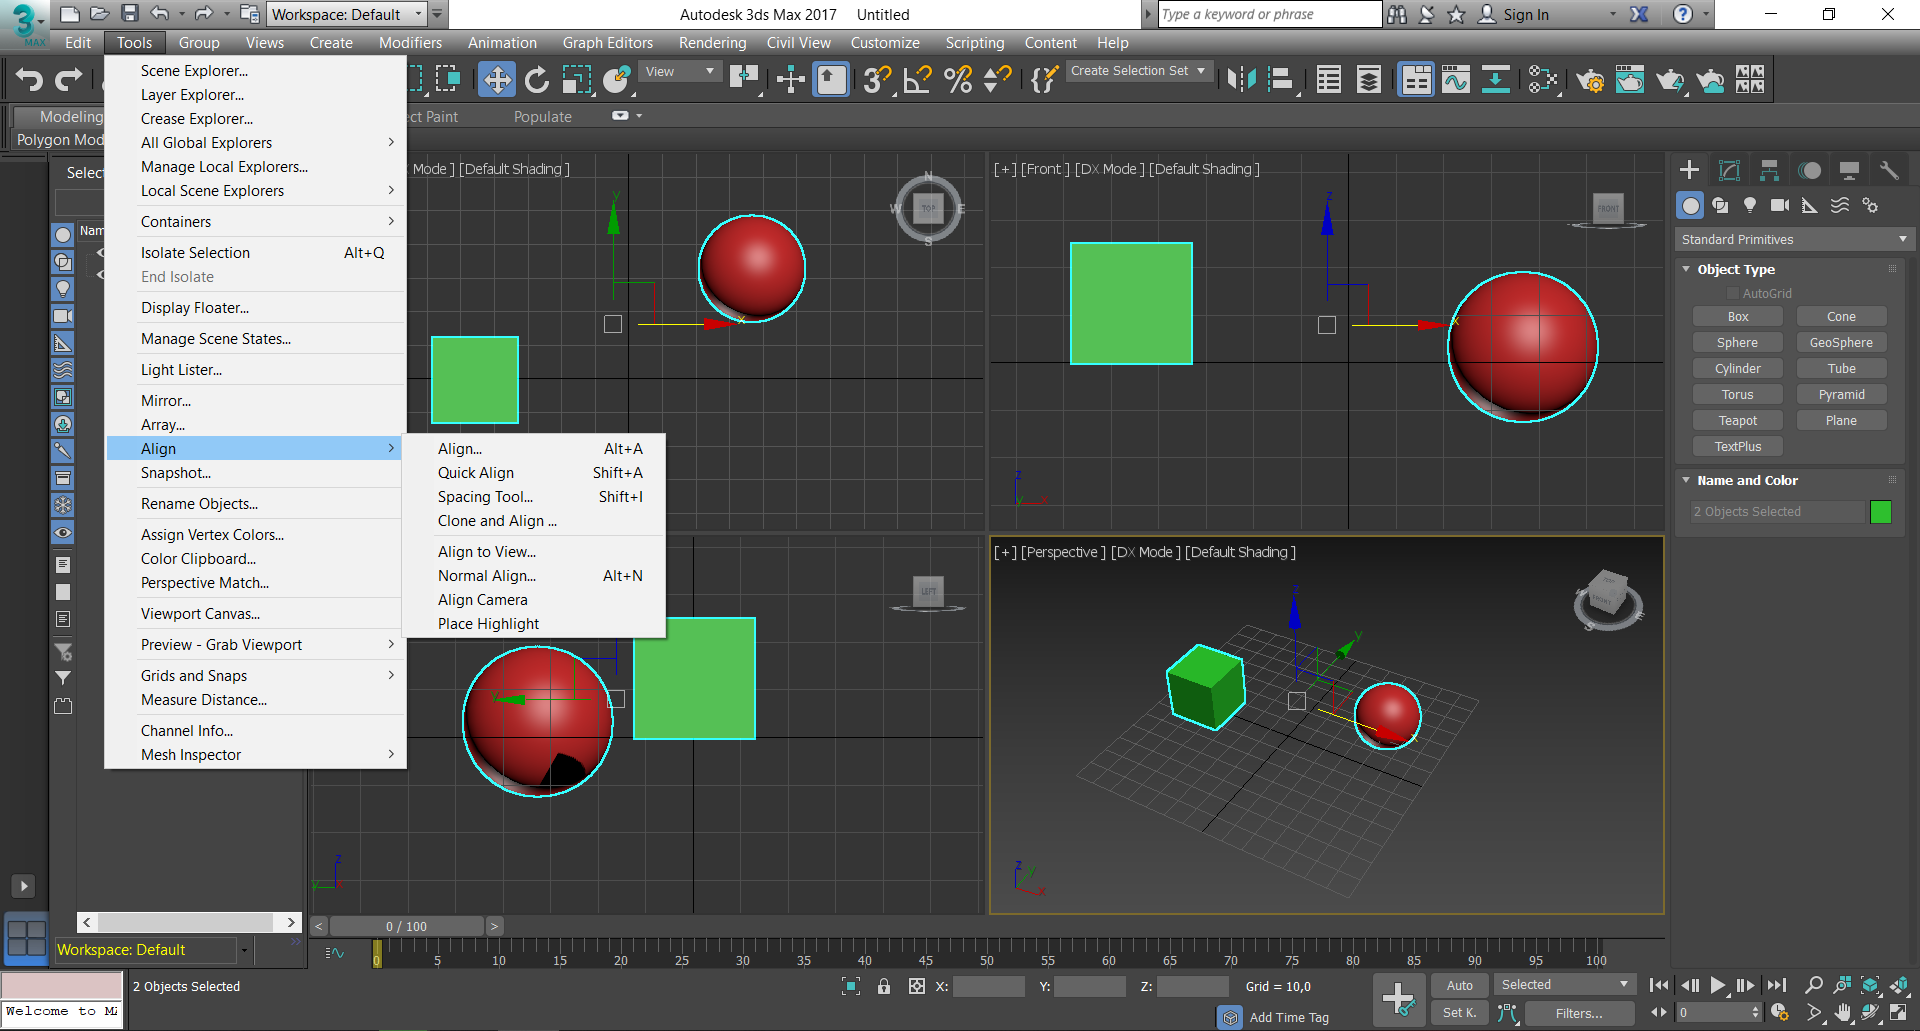 Workspace: Default
Autodesk 3ds Max 2017 Untitled
Type a keyword or phrase
Sign In
3
MAX
Edit Tools Group Views Create Modifiers Animation Graph Editors Rendering Civil View Customize Scripting Content Help
View
Create Selection Set
Modeling
ect Paint
Populate
Polygon Mod
Selec
Nam
Scene Explorer...
Layer Explorer...
Crease Explorer...
All Global Explorers
Manage Local Explorers...
Local Scene Explorers
Containers
Isolate Selection Alt+Q
End Isolate
Display Floater...
Manage Scene States...
Light Lister...
Mirror...
Array...
Align
Snapshot...
Rename Objects...
Assign Vertex Colors...
Color Clipboard...
Perspective Match...
Viewport Canvas...
Preview - Grab Viewport
Grids and Snaps
Measure Distance...
Channel Info...
Mesh Inspector
Align... Alt+A
Quick Align Shift+A
Spacing Tool... Shift+I
Clone and Align ...
Align to View...
Normal Align... Alt+N
Align Camera
Place Highlight
Mode ] [Default Shading ]
N
W TOP E
S
y
x
[+] [Front ] [DX Mode ] [Default Shading ]
FRONT
z
x
z
y x
LEFT
y
z
y x
[+] [Perspective ] [DX Mode ] [Default Shading ]
TOP
FRONT
W
S
E
z
y
x
z
y
x
Standard Primitives
Object Type
AutoGrid
Box Cone
Sphere GeoSphere
Cylinder Tube
Torus Pyramid
Teapot Plane
TextPlus
Name and Color
2 Objects Selected
< >
< 0 / 100 >
Workspace: Default
0 5 10 15 20 25 30 35 40 45 50 55 60 65 70 75 80 85 90 95 100
Welcome to MA
2 Objects Selected
X: Y: Z: Grid = 10,0
Add Time Tag
Auto Selected
Set K. Filters...
0